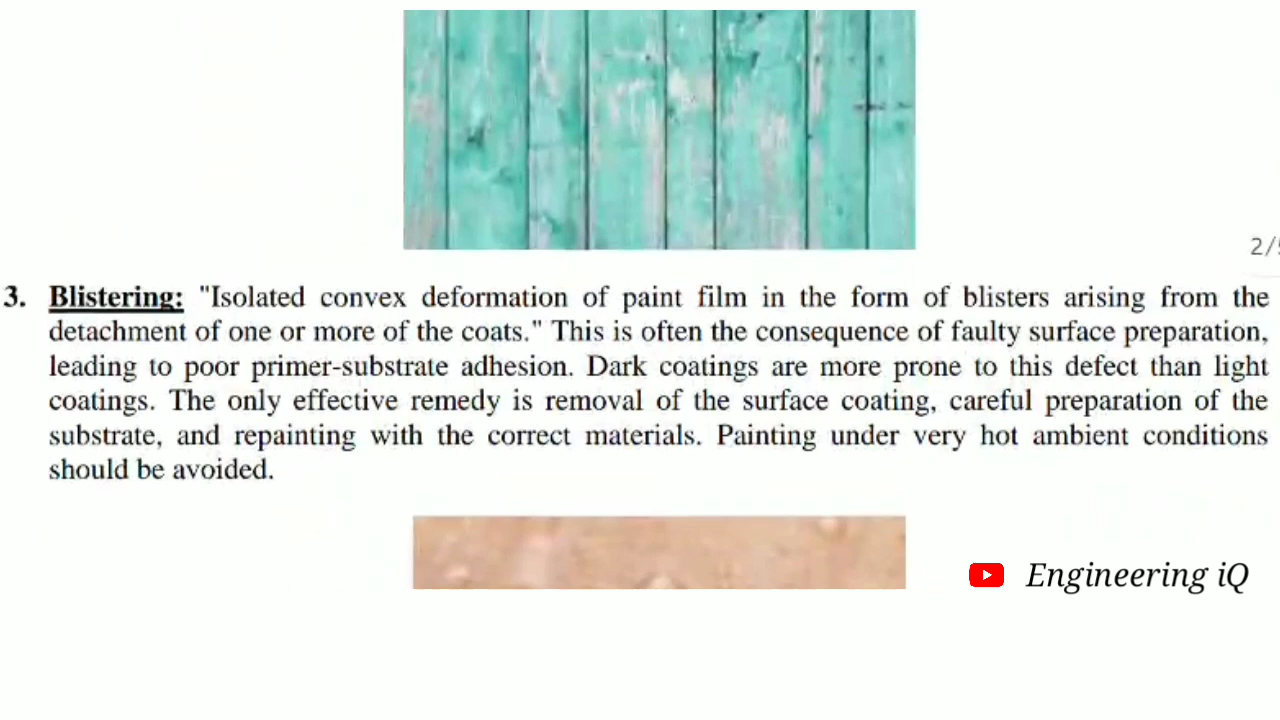 2/
3. Blistering: "Isolated convex deformation of paint film in the form of blisters arising from the
detachment of one or more of the coats." This is often the consequence of faulty surface preparation,
leading to poor primer-substrate adhesion. Dark coatings are more prone to this defect than light
coatings. The only effective remedy is removal of the surface coating, careful preparation of the
substrate, and repainting with the correct materials. Painting under very hot ambient conditions
should be avoided.
Engineering iQ